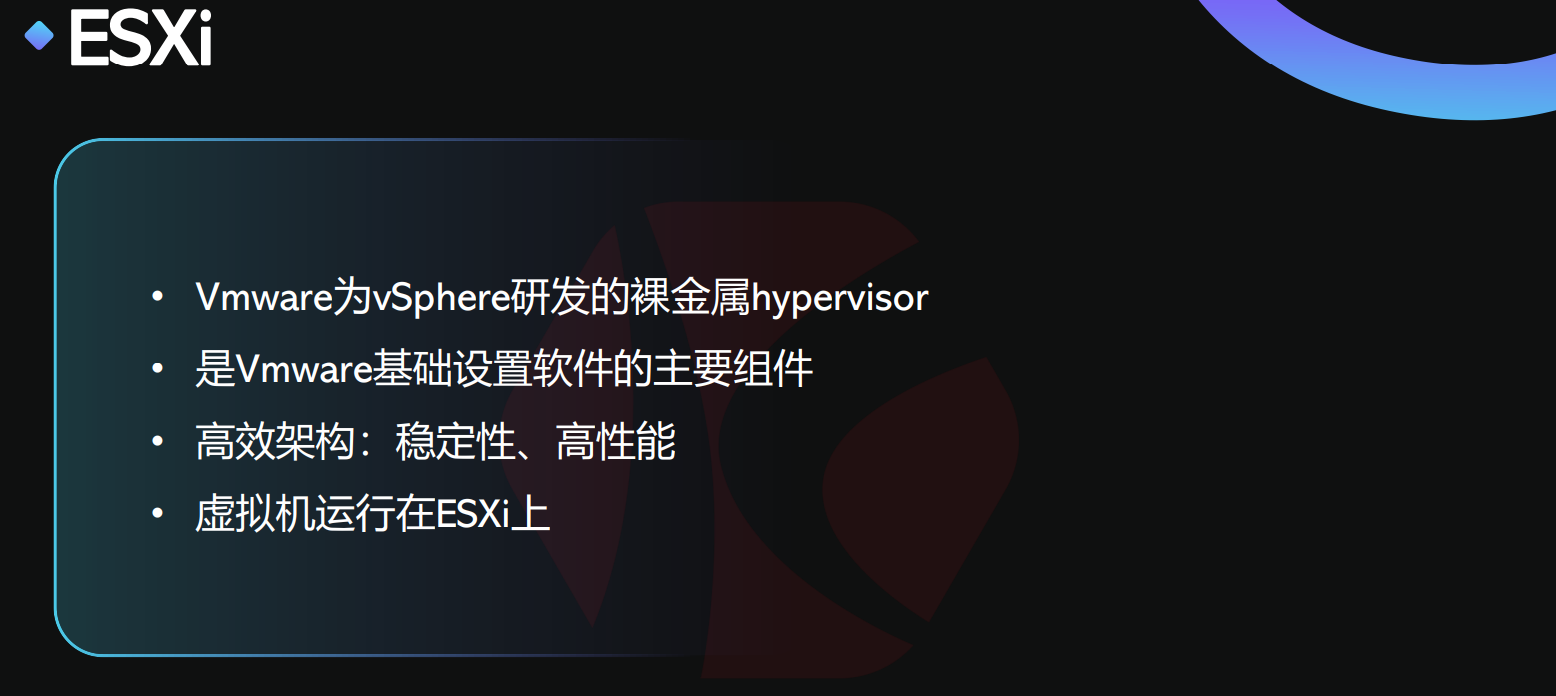 ESXi
• Vmware为vSphere研发的裸金属hypervisor
• 是Vmware基础设置软件的主要组件
• 高效架构：稳定性、高性能
• 虚拟机运行在ESXi上